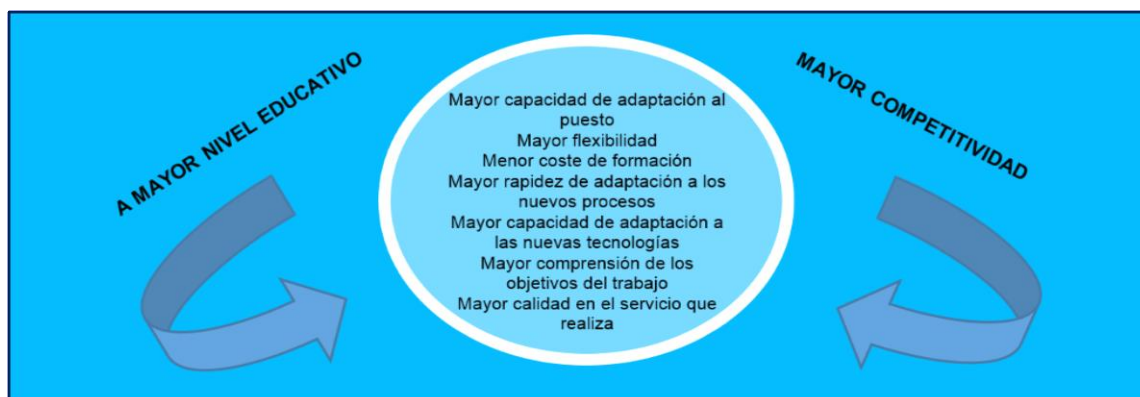 A MAYOR NIVEL EDUCATIVO
Mayor capacidad de adaptación al
puesto
Mayor flexibilidad
Menor coste de formación
Mayor rapidez de adaptación a los
nuevos procesos
Mayor capacidad de adaptación a
las nuevas tecnologías
Mayor comprensión de los
objetivos del trabajo
Mayor calidad en el servicio que
realiza
MAYOR COMPETITIVIDAD